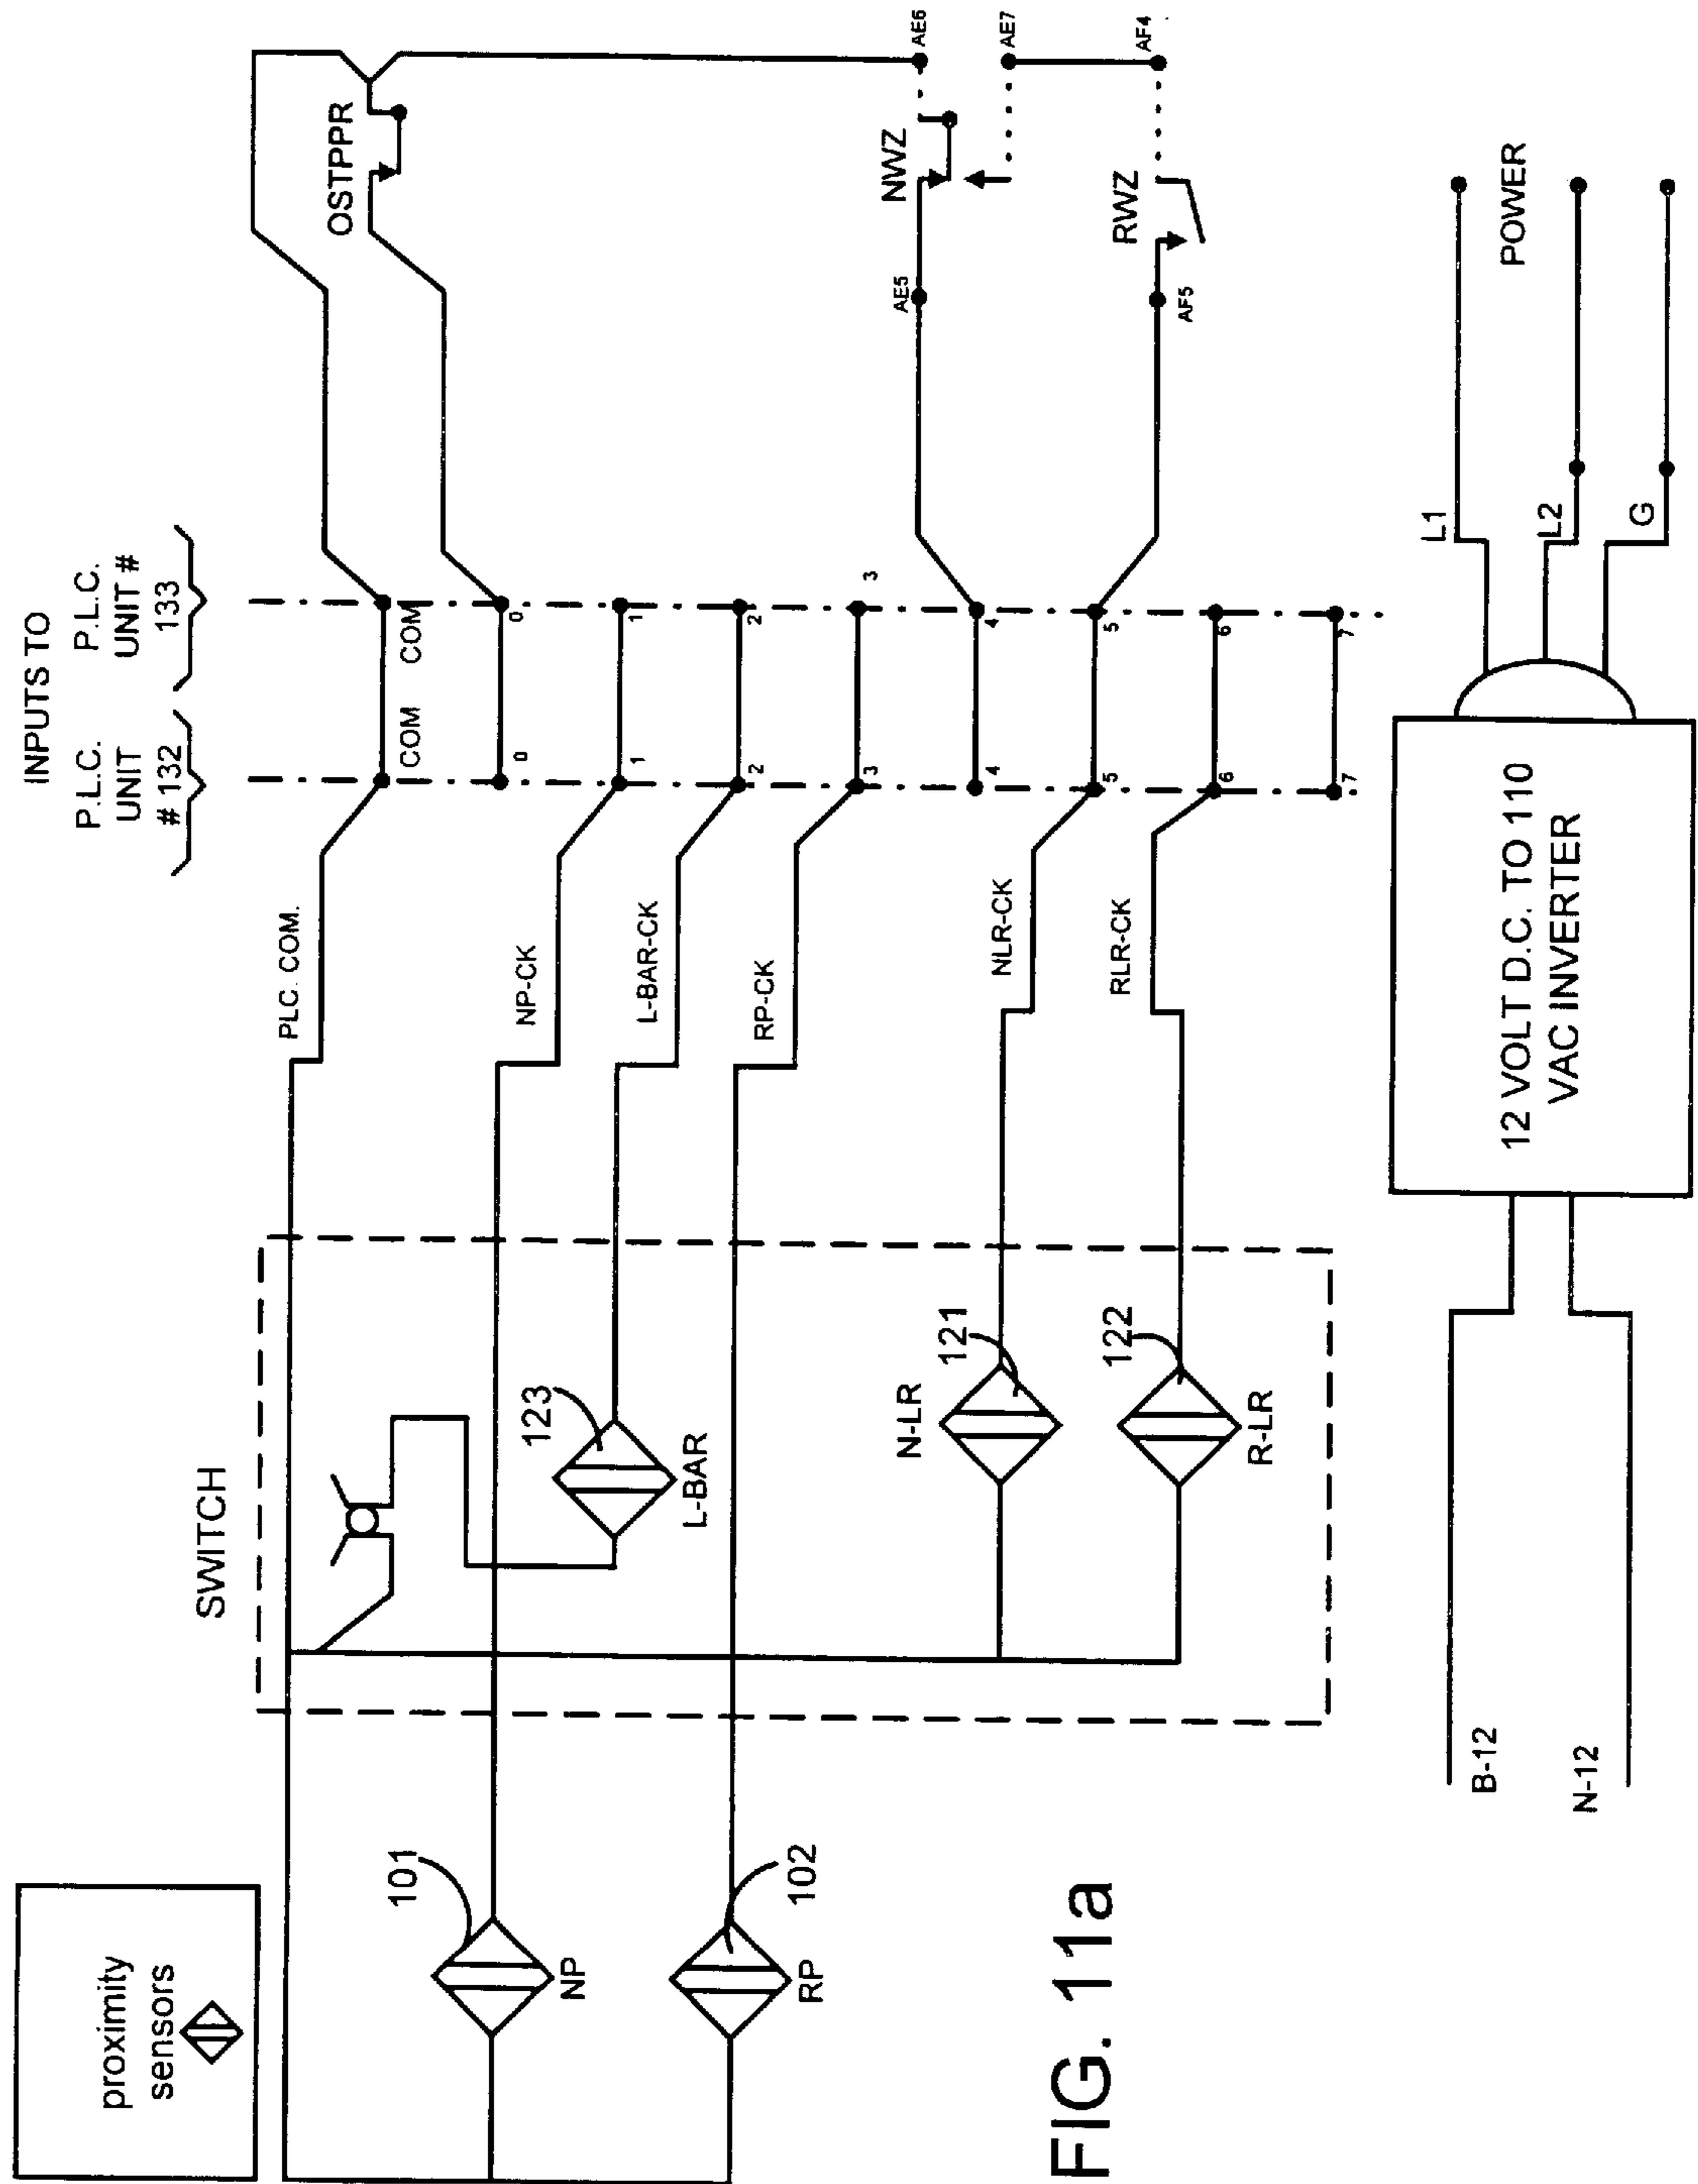 INPUTS TO
P.L.C.
UNIT
# 132
P.L.C.
UNIT #
133
proximity
sensors
SWITCH
PLC. COM.
COM
COM
OSTPPR
0
0
101
NP
NP-CK
1
1
123
L-BAR
L-BAR-CK
2
2
102
RP
RP-CK
3
3
4
4
AE5
NWZ
AE6
AE7
121
N-LR
NLR-CK
5
5
AF5
RWZ
AF4
122
R-LR
RLR-CK
6
6
7
7
B-12
N-12
12 VOLT D.C. TO 110
VAC INVERTER
L1
L2
G
POWER
FIG. 11a